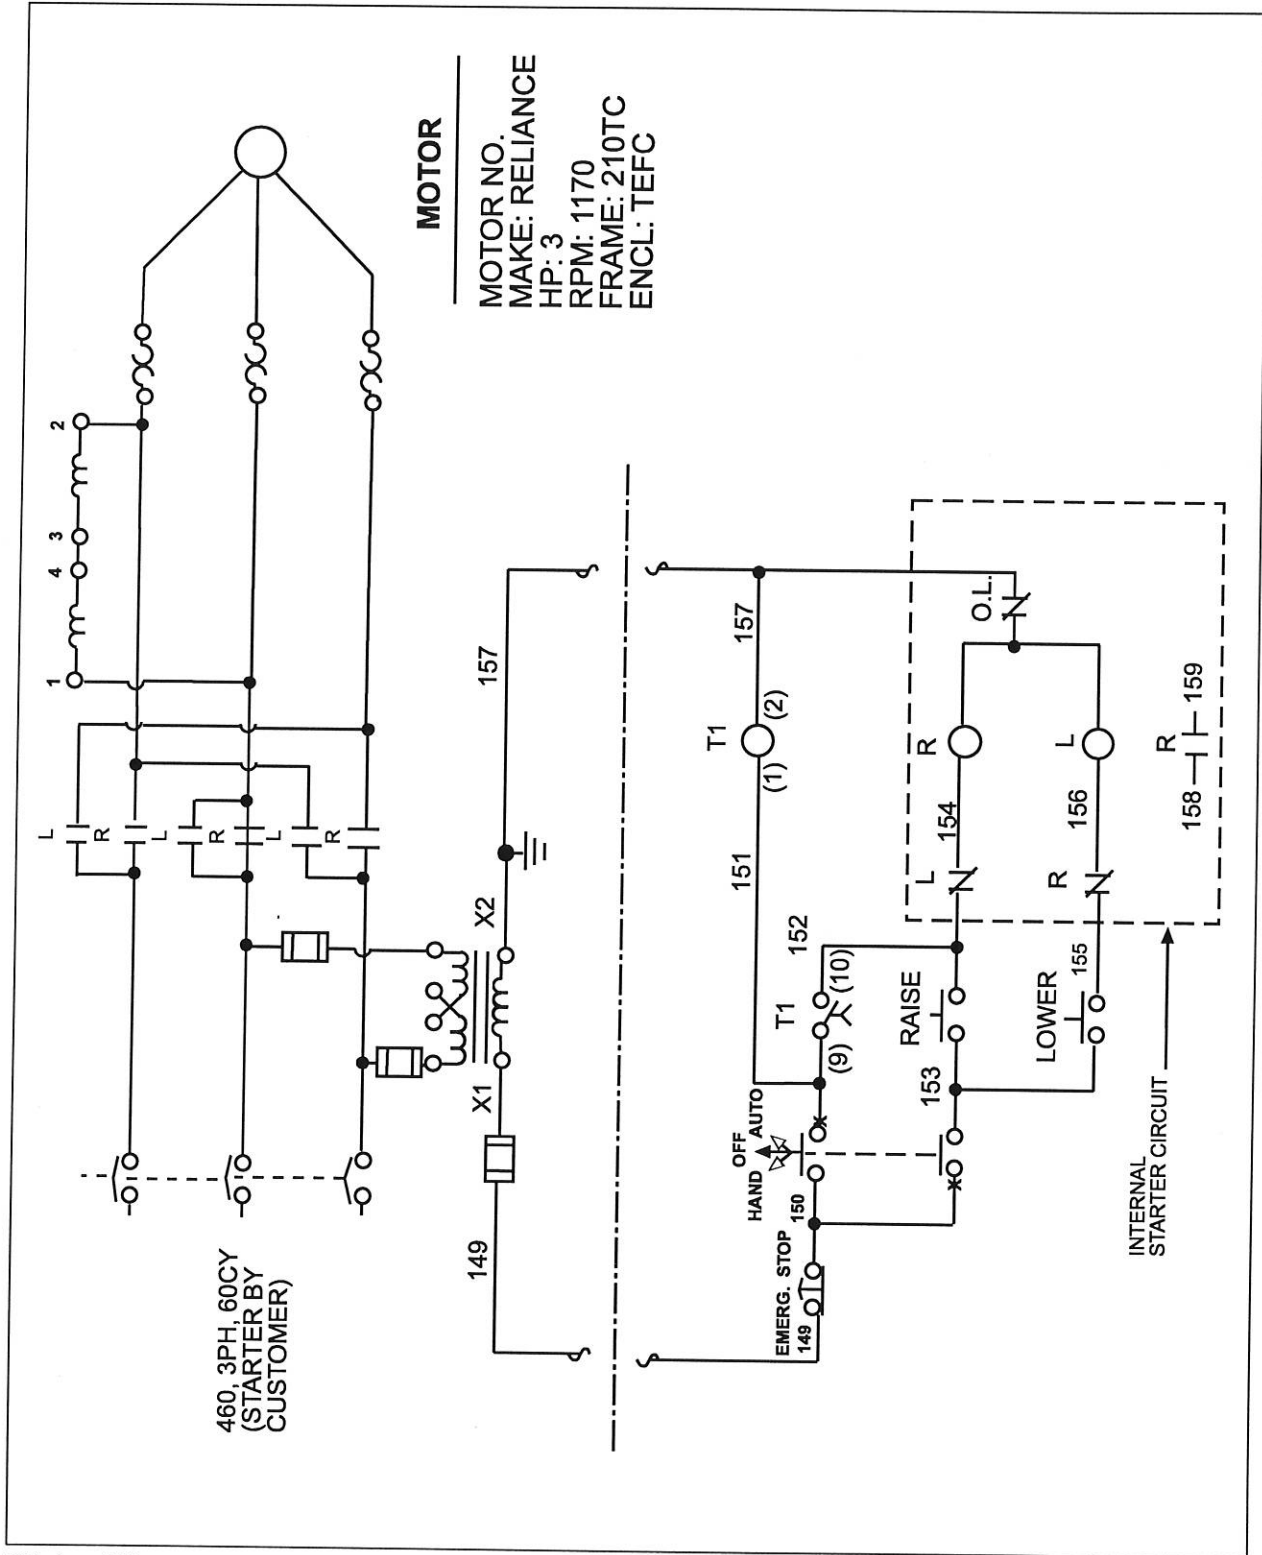 L
R
L
R
L
R
1
4
3
2
MOTOR
MOTOR NO.
MAKE: RELIANCE
HP: 3
RPM: 1170
FRAME: 210TC
ENCL: TEFC
460, 3PH, 60CY
(STARTER BY
CUSTOMER)
149
X1
X2
157
EMERG. STOP
149
150
HAND
OFF
AUTO
T1
(9)
(10)
152
151
T1
(1)
(2)
157
153
RAISE
L
154
R
O.L.
LOWER
155
R
156
L
158
R
159
INTERNAL
STARTER CIRCUIT